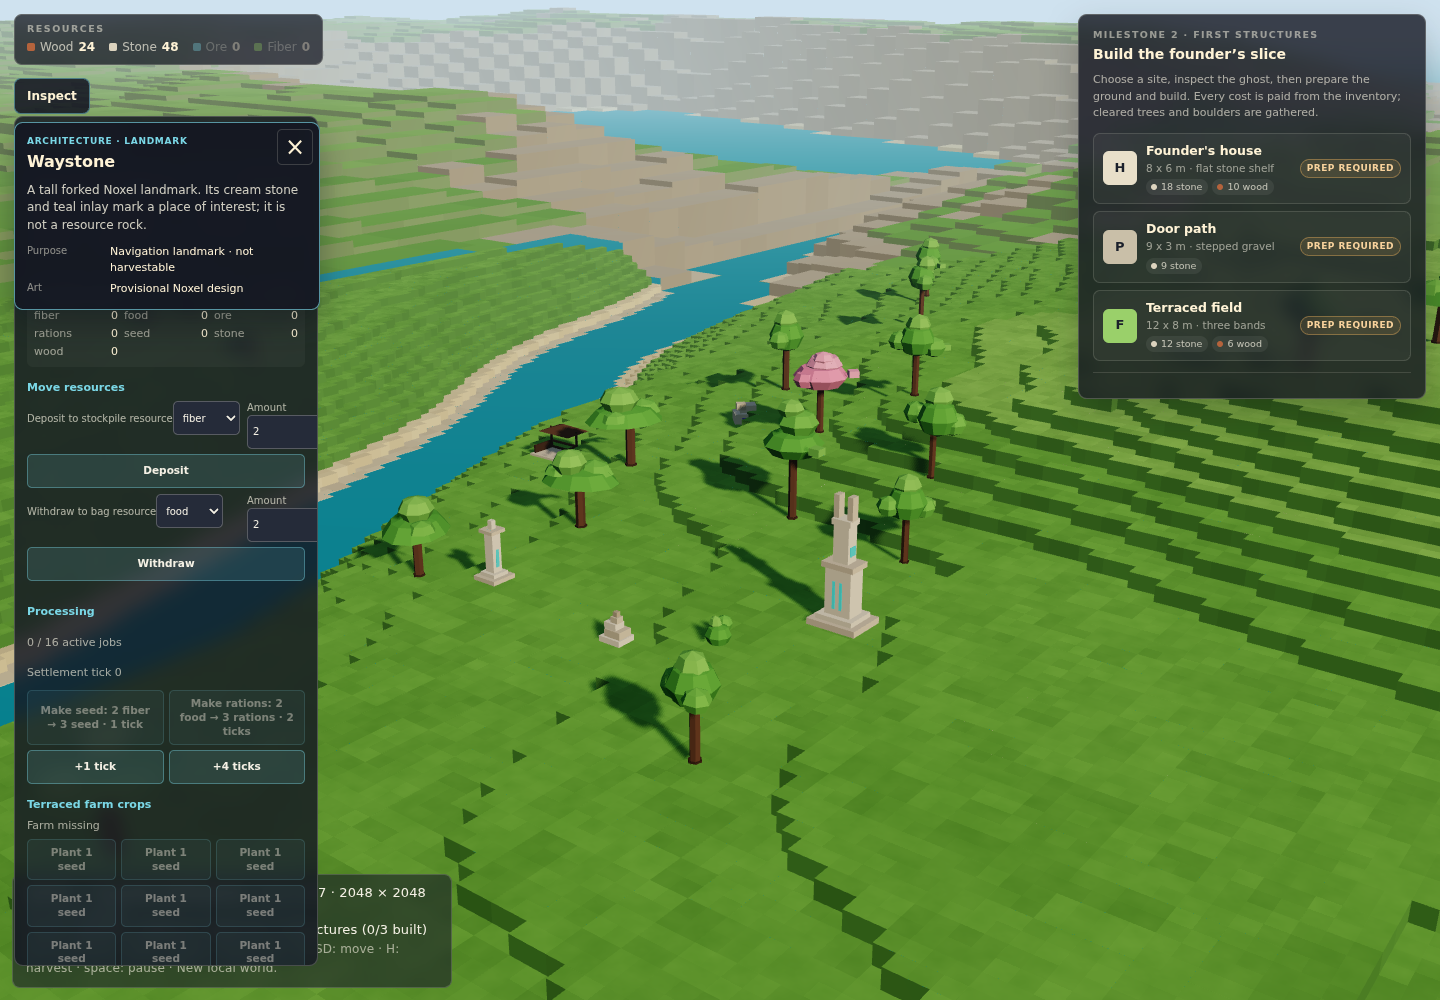 RESOURCES
Wood 24 Stone 48 Ore 0 Fiber 0
Inspect
ARCHITECTURE · LANDMARK
Waystone
A tall forked Noxel landmark. Its cream stone
and teal inlay mark a place of interest; it is
not a resource rock.
Purpose Navigation landmark · not
harvestable
Art Provisional Noxel design
fiber 0 food 0 ore 0
rations 0 seed 0 stone 0
wood 0
Move resources
Amount
Deposit to stockpile resource fiber 2
Deposit
Amount
Withdraw to bag resource food 2
Withdraw
Processing
0 / 16 active jobs
Settlement tick 0
Make seed: 2 fiber
→ 3 seed · 1 tick
Make rations: 2
food → 3 rations · 2
ticks
+1 tick +4 ticks
Terraced farm crops
Farm missing
Plant 1
seed
Plant 1
seed
Plant 1
seed
Plant 1
seed
Plant 1
seed
Plant 1
seed
Plant 1
seed
Plant 1
seed
Plant 1
seed
7 · 2048 × 2048
ctures (0/3 built)
SD: move · H:
harvest · space: pause · New local world.
MILESTONE 2 · FIRST STRUCTURES
Build the founder’s slice
Choose a site, inspect the ghost, then prepare the
ground and build. Every cost is paid from the inventory;
cleared trees and boulders are gathered.
H
Founder's house
8 x 6 m · flat stone shelf
18 stone 10 wood
PREP REQUIRED
P
Door path
9 x 3 m · stepped gravel
9 stone
PREP REQUIRED
F
Terraced field
12 x 8 m · three bands
12 stone 6 wood
PREP REQUIRED